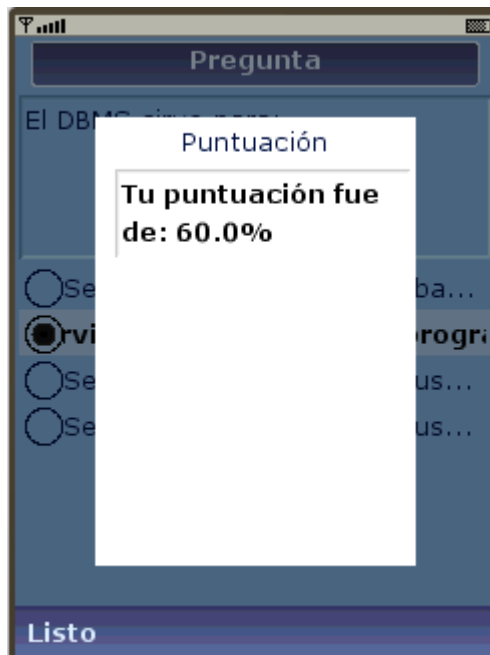 Pregunta
El DBMS sirve para:
Puntuación
Tu puntuación fue
de: 60.0%
Se ba...
rvi rogra
Se us...
Se us...
Listo